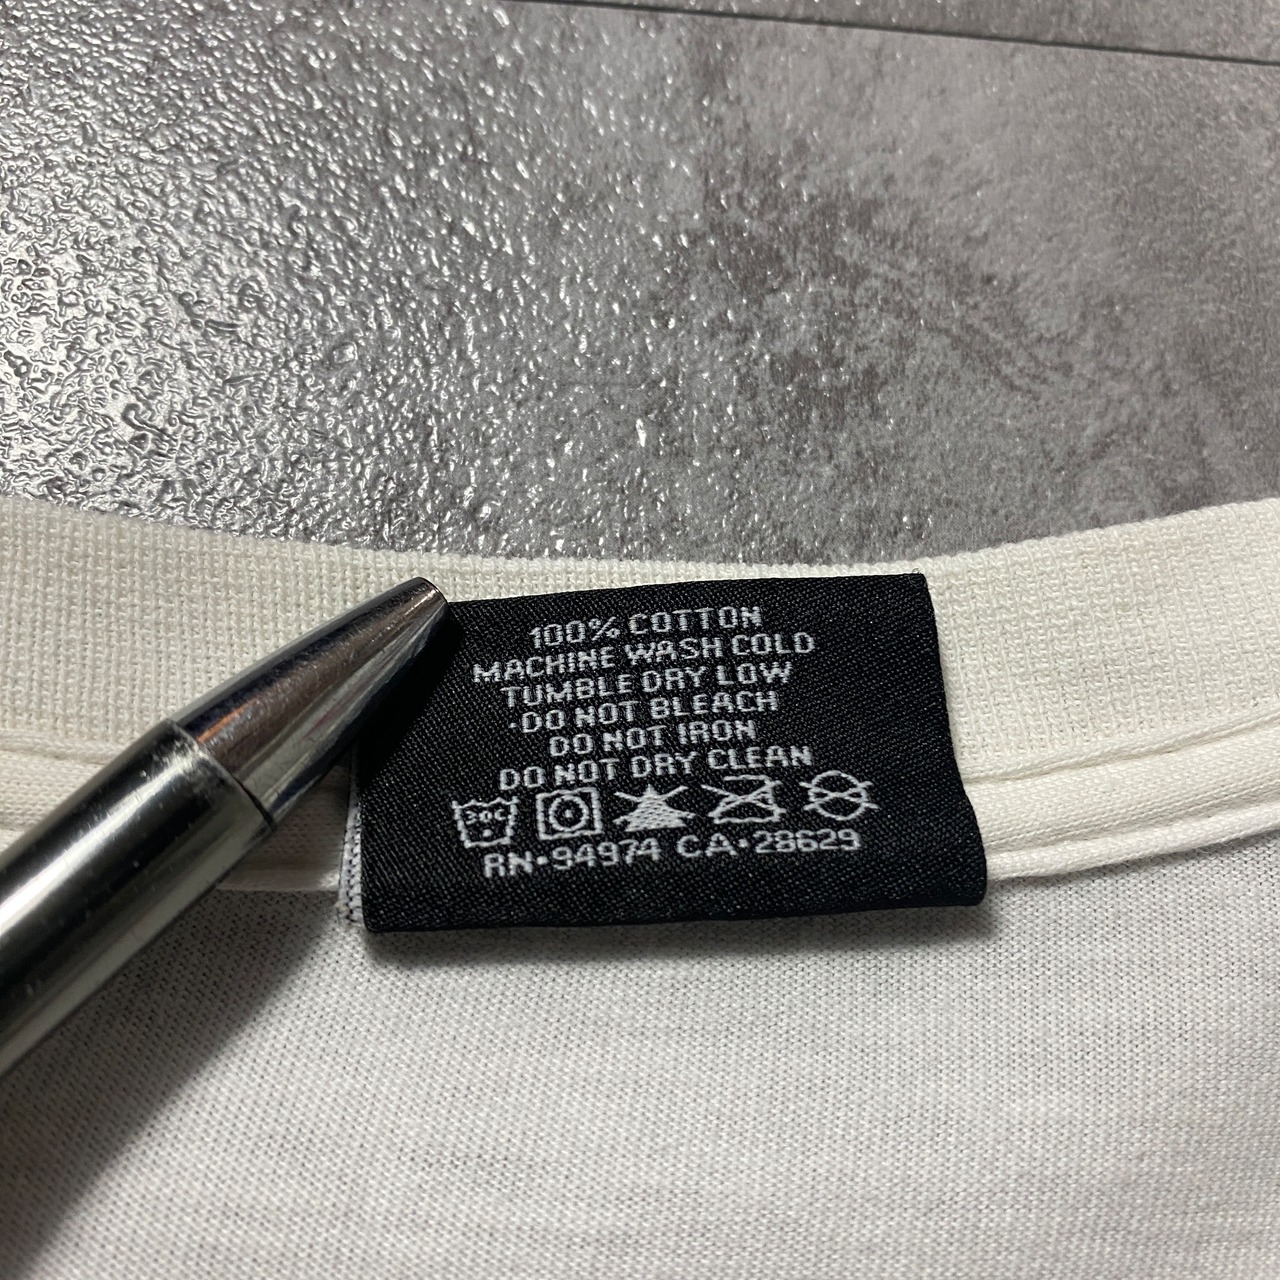 100% COTTON
MACHINE WASH COLD
TUMBLE DRY LOW
·DO NOT BLEACH
DO NOT IRON
DO NOT DRY CLEAN
30C
RN·94974 CA·28629